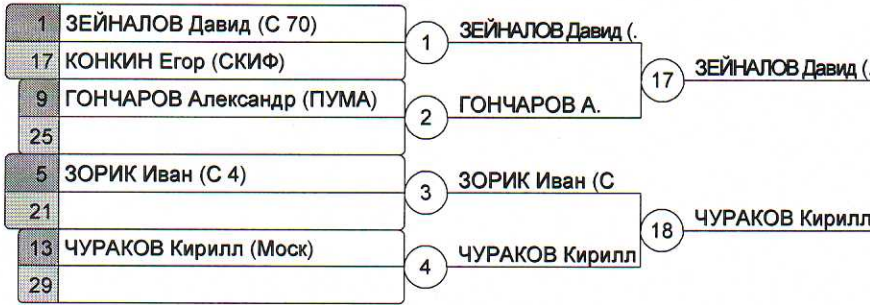 1 ЗЕЙНАЛОВ Давид (С 70)
17 КОНКИН Егор (СКИФ)
1 ЗЕЙНАЛОВ Давид (.
9 ГОНЧАРОВ Александр (ПУМА)
25
2 ГОНЧАРОВ А.
17 ЗЕЙНАЛОВ Давид (.
5 ЗОРИК Иван (С 4)
21
3 ЗОРИК Иван (С
13 ЧУРАКОВ Кирилл (Моск)
29
4 ЧУРАКОВ Кирилл
18 ЧУРАКОВ Кирилл